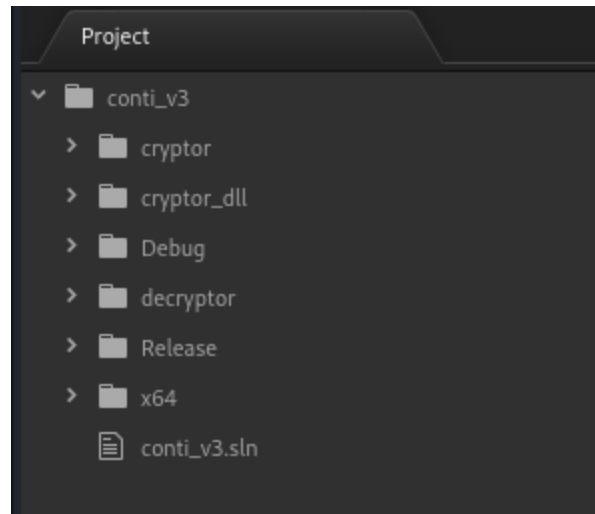 Project
conti_v3
cryptor
cryptor_dll
Debug
decryptor
Release
x64
conti_v3.sln